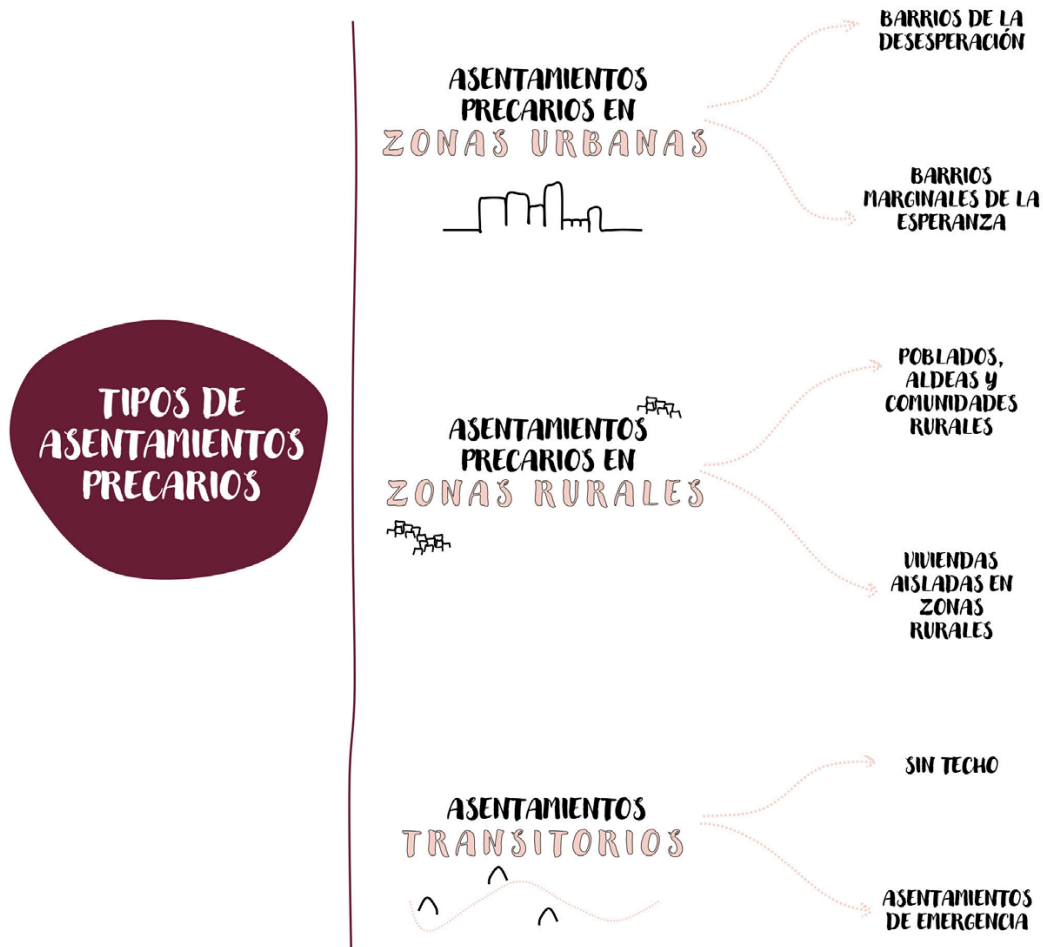 TIPOS DE
ASENTAMIENTOS
PRECARIOS
ASENTAMIENTOS
PRECARIOS EN
ZONAS URBANAS
BARRIOS DE LA
DESESPERACIÓN
BARRIOS
MARGINALES DE LA
ESPERANZA
ASENTAMIENTOS
PRECARIOS EN
ZONAS RURALES
POBLADOS,
ALDEAS Y
COMUNIDADES
RURALES
VIVIENDAS
AISLADAS EN
ZONAS
RURALES
ASENTAMIENTOS
TRANSITORIOS
SIN TECHO
ASENTAMIENTOS
DE EMERGENCIA